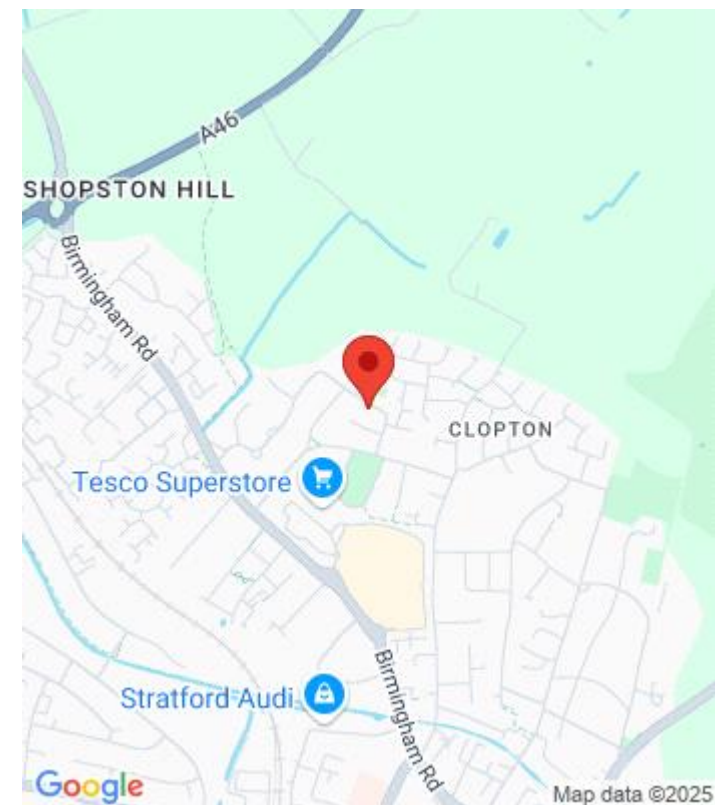 A46
SHOPSTON HILL
Birmingham Rd
CLOPTON
Tesco Superstore
Stratford Audi
Birmingham Rd
Google
Map data ©2025